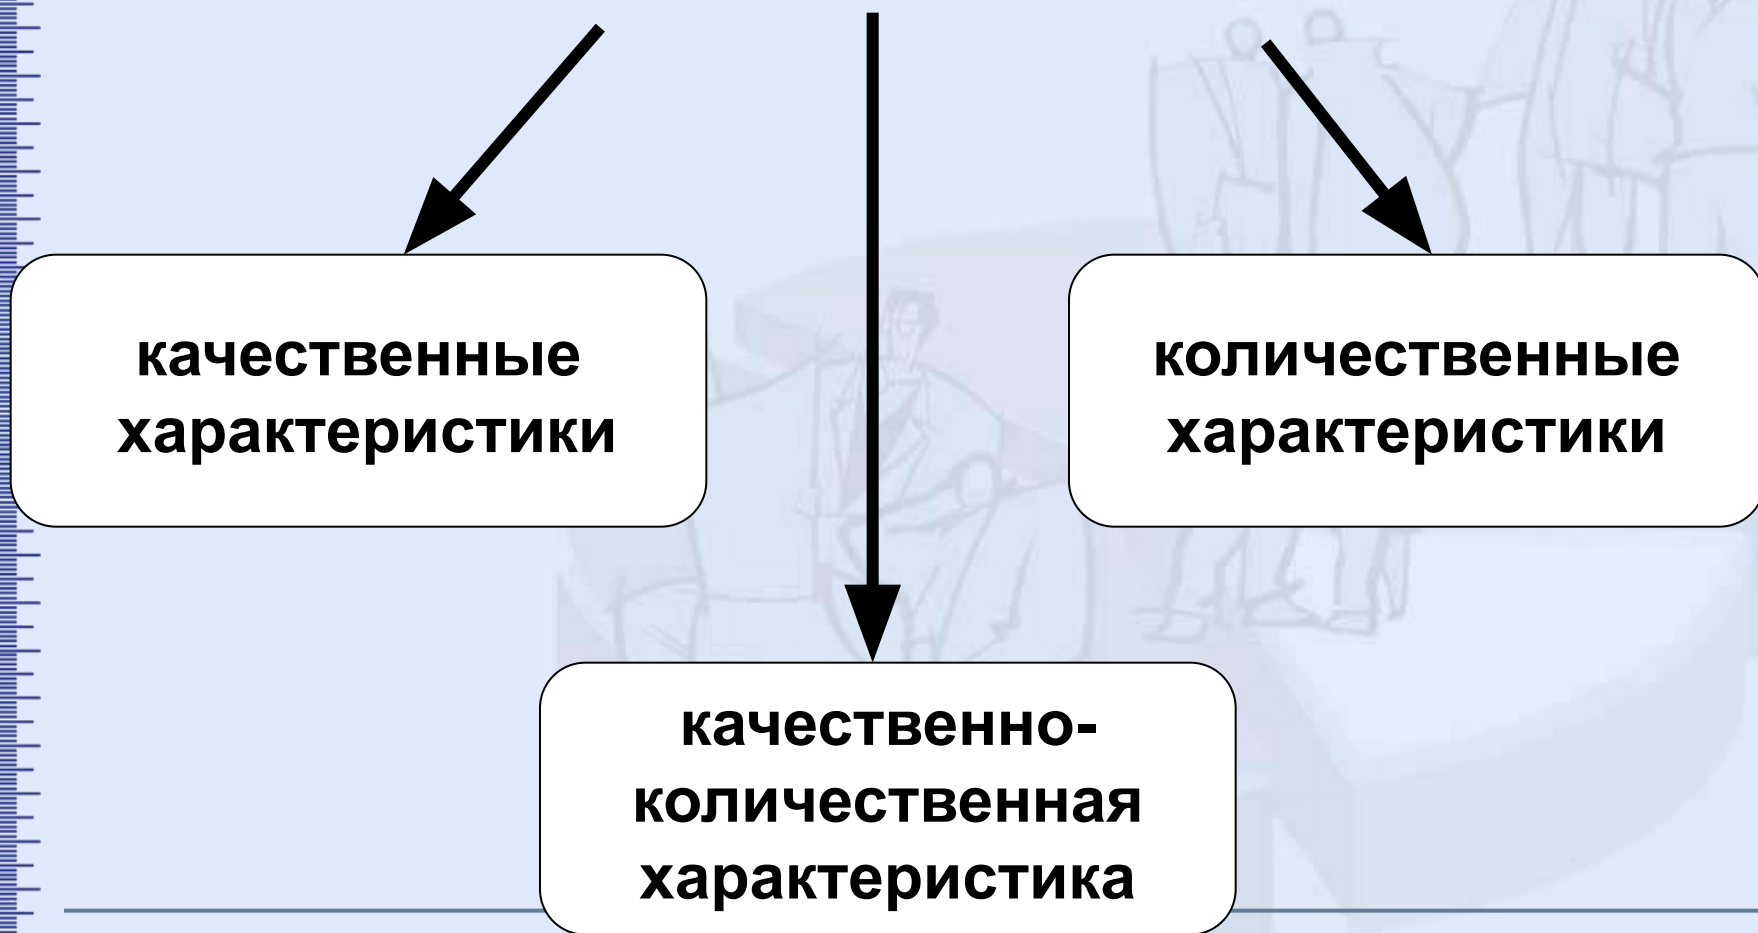 качественные
характеристики
количественные
характеристики
качественно-
количественная
характеристика